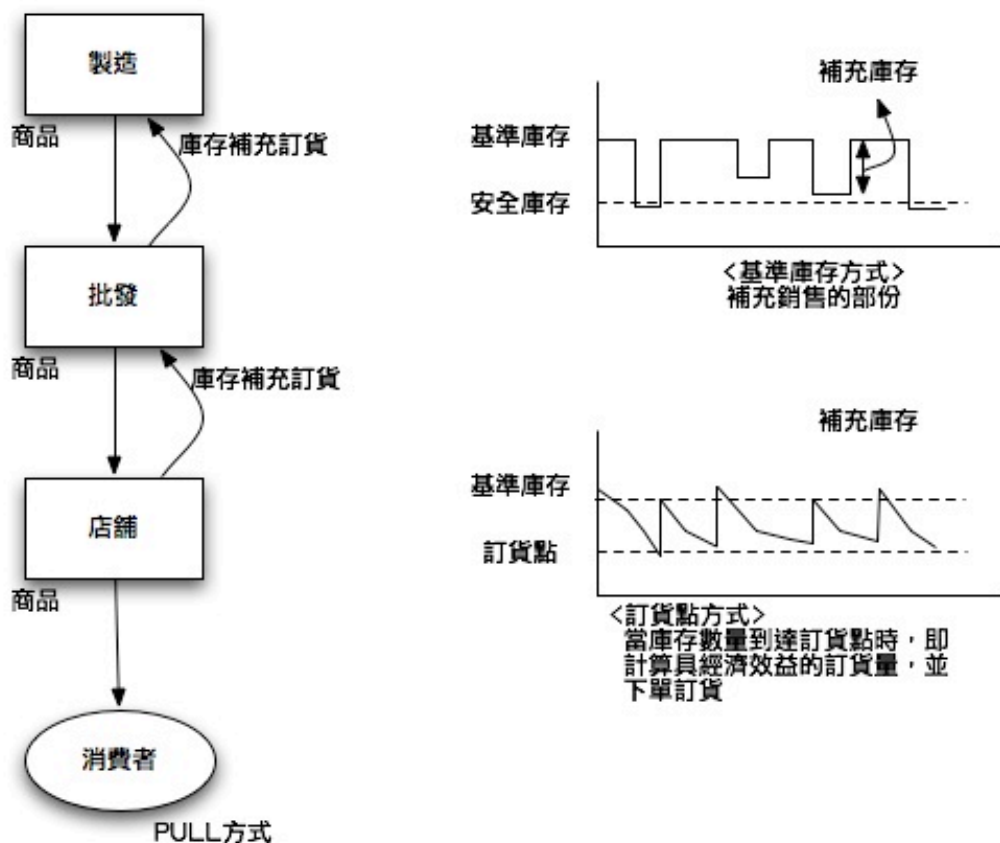 製造
商品
庫存補充訂貨
批發
商品
庫存補充訂貨
店舖
商品
消費者
PULL方式
補充庫存
基準庫存
安全庫存
<基準庫存方式>
補充銷售的部份
補充庫存
基準庫存
訂貨點
<訂貨點方式>
當庫存數量到達訂貨點時，即
計算具經濟效益的訂貨量，並
下單訂貨